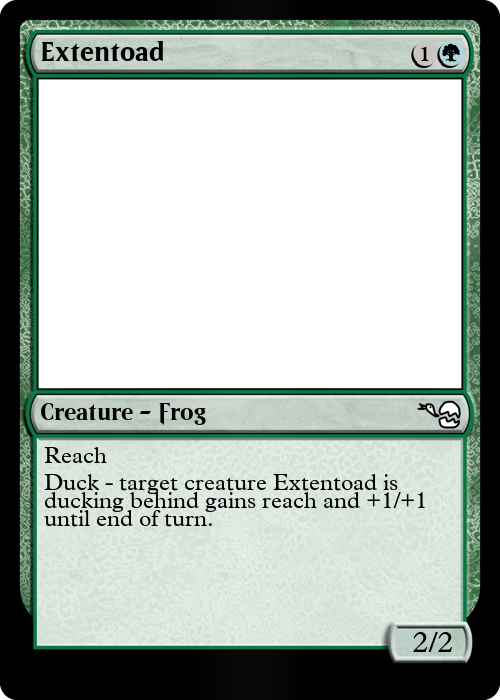 Extentoad 1
Creature – Frog
Reach
Duck - target creature Extentoad is
ducking behind gains reach and +1/+1
until end of turn.
2/2